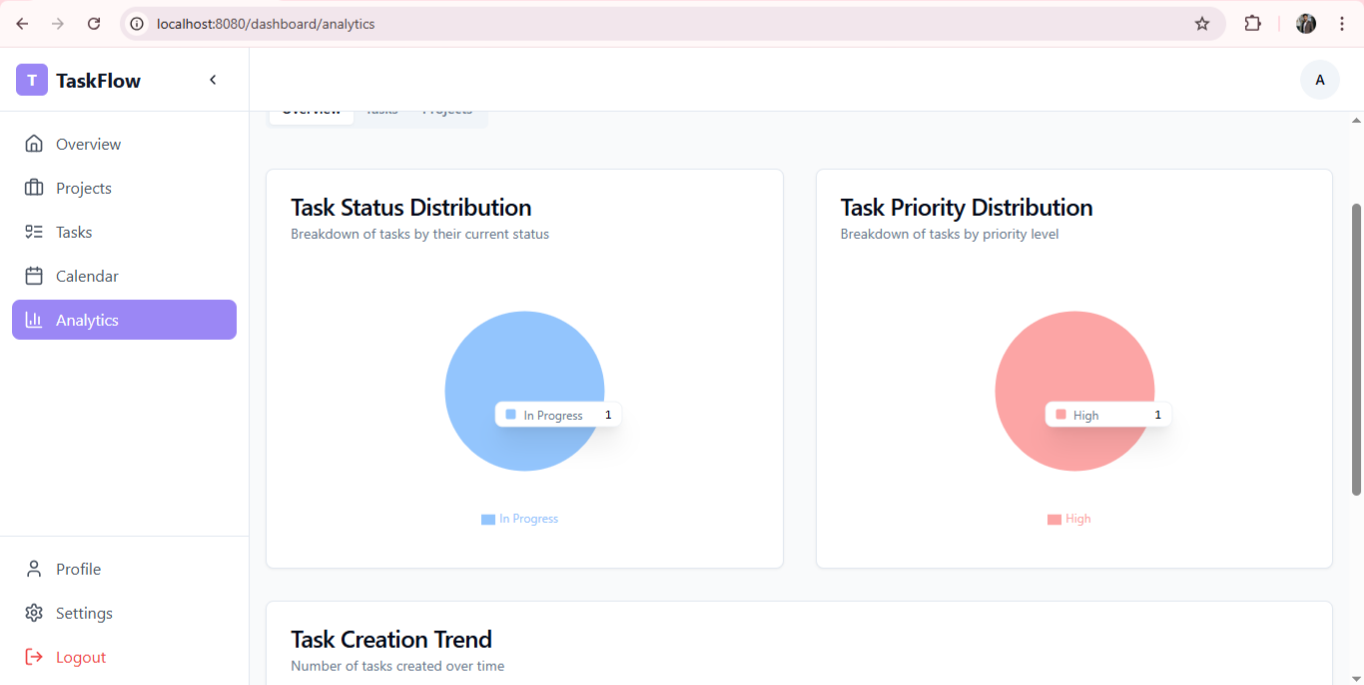 localhost:8080/dashboard/analytics
T TaskFlow
A
Overview Tasks Projects
Overview
Projects
Tasks
Calendar
Analytics
Profile
Settings
Logout
Task Status Distribution
Breakdown of tasks by their current status
In Progress 1
In Progress
Task Priority Distribution
Breakdown of tasks by priority level
High 1
High
Task Creation Trend
Number of tasks created over time